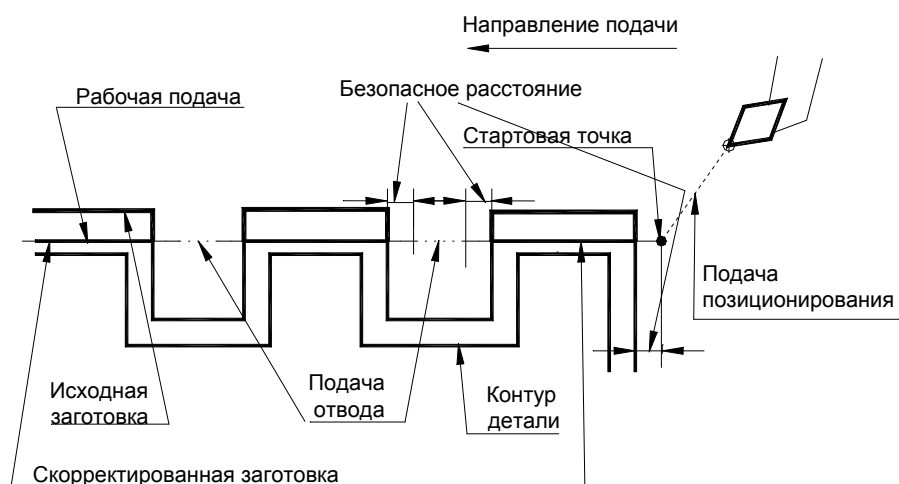 Направление подачи
Рабочая подача
Безопасное расстояние
Стартовая точка
Подача
позиционирования
Исходная
заготовка
Подача
отвода
Контур
детали
Скорректированная заготовка